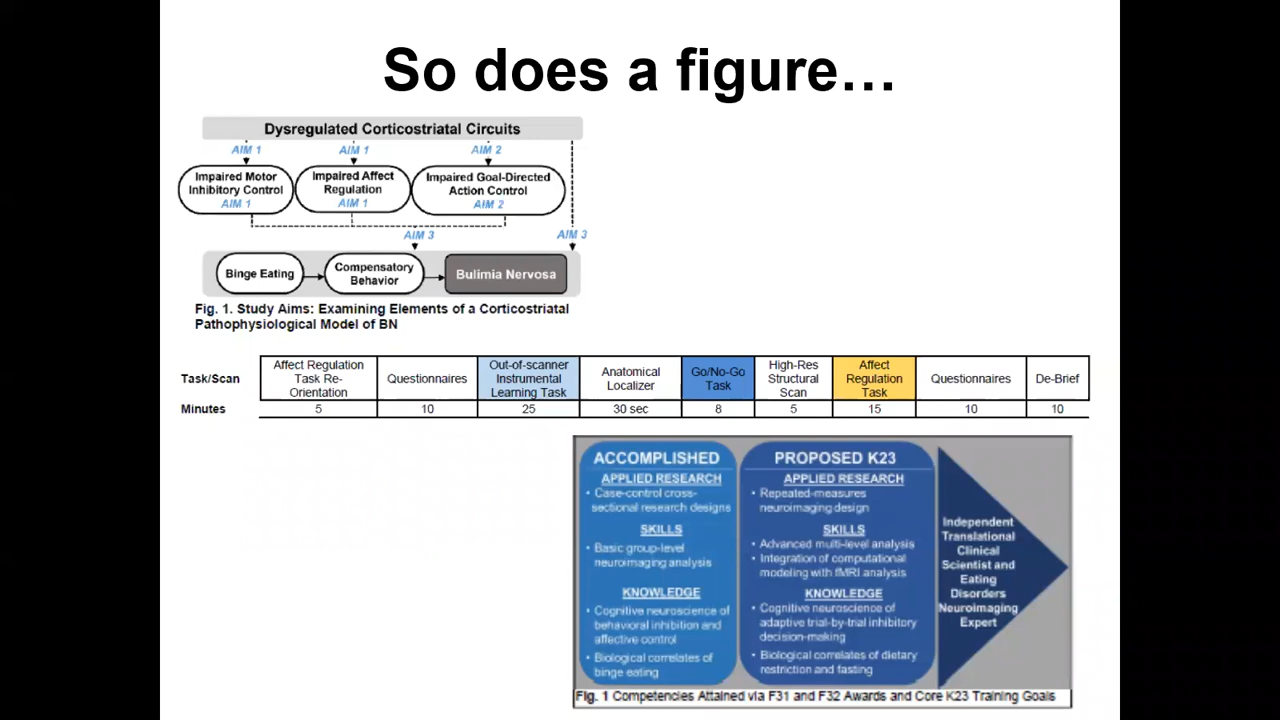 So does a figure…
Dysregulated Corticostriatal Circuits
AIM 1
AIM 1
AIM 2
Impaired Motor
Inhibitory Control
AIM 1
Impaired Affect
Regulation
AIM 1
Impaired Goal-Directed
Action Control
AIM 2
AIM 3
AIM 3
Binge Eating
Compensatory
Behavior
Bulimia Nervosa
Fig. 1. Study Aims: Examining Elements of a Corticostriatal
Pathophysiological Model of BN
Task/Scan
Affect Regulation
Task Re-
Orientation
Questionnaires
Out-of-scanner
Instrumental
Learning Task
Anatomical
Localizer
Go/No-Go
Task
High-Res
Structural
Scan
Affect
Regulation
Task
Questionnaires
De-Brief
Minutes
5
10
25
30 sec
8
5
15
10
10
ACCOMPLISHED
APPLIED RESEARCH
• Case-control cross-
sectional research designs
SKILLS
• Basic group-level
neuroimaging analysis
KNOWLEDGE
• Cognitive neuroscience of
behavioral inhibition and
affective control
• Biological correlates of
binge eating
PROPOSED K23
APPLIED RESEARCH
• Repeated-measures
neuroimaging design
SKILLS
• Advanced multi-level analysis
• Integration of computational
modeling with fMRI analysis
KNOWLEDGE
• Cognitive neuroscience of
adaptive trial-by-trial inhibitory
decision-making
• Biological correlates of dietary
restriction and fasting
Independent
Translational
Clinical
Scientist and
Eating
Disorders
Neuroimaging
Expert
Fig. 1 Competencies Attained via F31 and F32 Awards and Core K23 Training Goals